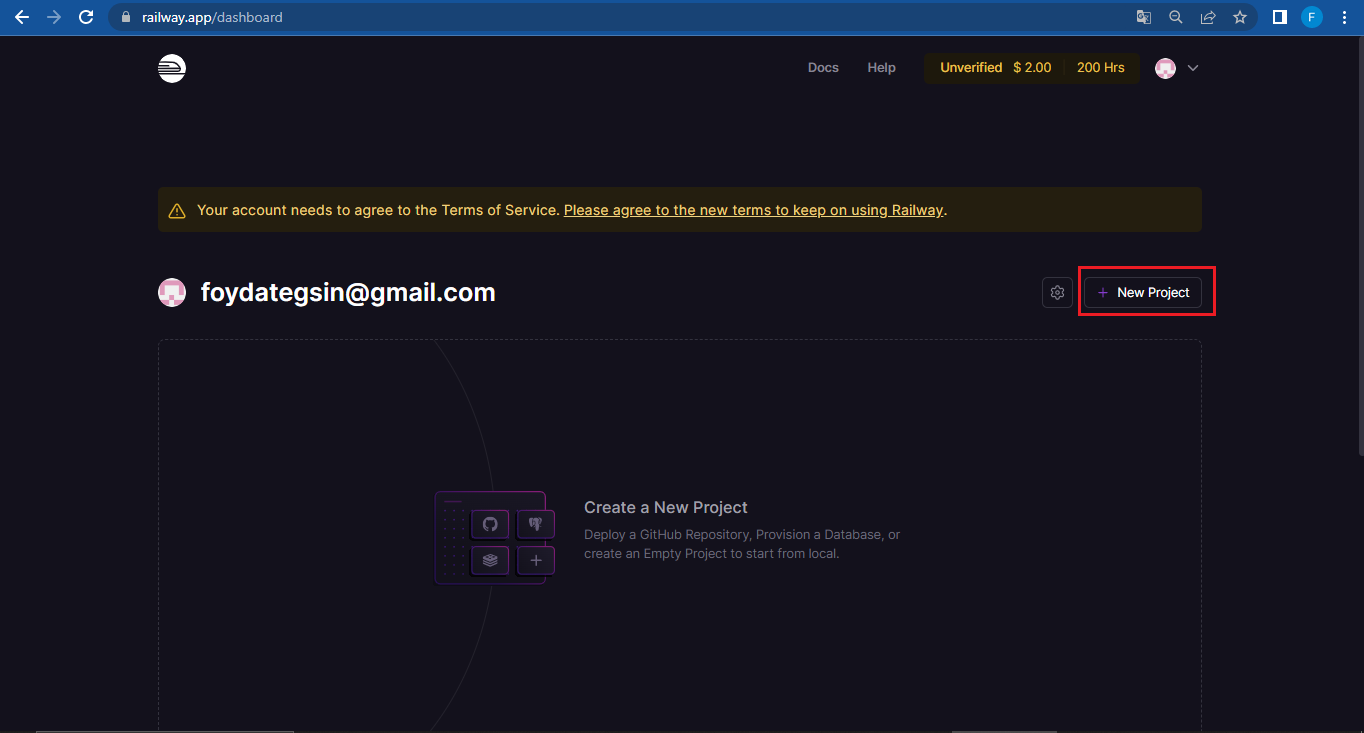 railway.app/dashboard
F
Docs
Help
Unverified $ 2.00 200 Hrs
Your account needs to agree to the Terms of Service. Please agree to the new terms to keep on using Railway.
foydategsin@gmail.com
+ New Project
Create a New Project
Deploy a GitHub Repository, Provision a Database, or
create an Empty Project to start from local.